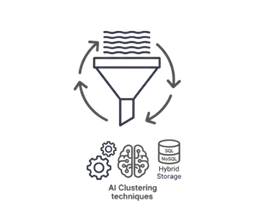 SQL
NoSQL
Hybrid
Storage
AI Clustering
techniques